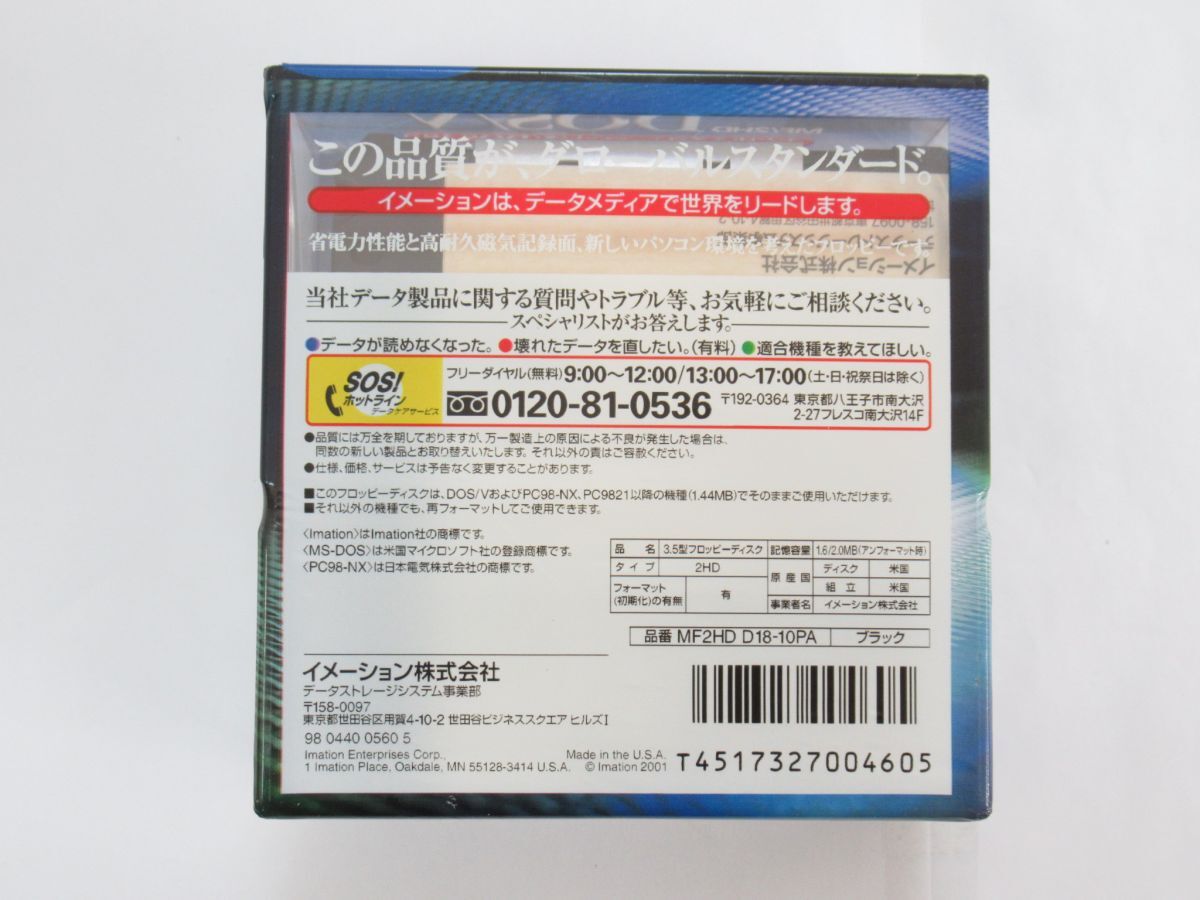 この品質が、グローバルスタンダード。
イメーションは、データメディアで世界をリードします。
省電力性能と高耐久磁気記録面、新しいパソコン環境を考えたフロッピーです。
当社データ製品に関する質問やトラブル等、お気軽にご相談ください。
スペシャリストがお答えします。
●データが読めなくなった。 ●壊れたデータを直したい。(有料) ●適合機種を教えてほしい。
SOS!
ホットライン
データケアサービス
フリーダイヤル(無料) 9:00〜12:00/13:00〜17:00 (土・日・祝祭日は除く)
0120-81-0536 〒192-0364 東京都八王子市南大沢
2-27フレスコ南大沢14F
●品質には万全を期しておりますが、万一製造上の原因による不良が発生した場合は、
同数の新しい製品とお取り替えいたします。それ以外の責はご容赦ください。
●仕様、価格、サービスは予告なく変更することがあります。
■このフロッピーディスクは、DOS/VおよびPC98-NX、PC9821以降の機種(1.44MB)でそのままご使用いただけます。
■それ以外の機種でも、再フォーマットしてご使用できます。
〈Imation〉はImation社の商標です。
〈MS-DOS〉は米国マイクロソフト社の登録商標です。
〈PC98-NX〉は日本電気株式会社の商標です。
品名 3.5型フロッピーディスク 記憶容量 1.6/2.0MB(アンフォーマット時)
タイプ 2HD 原産国 ディスク 米国
フォーマット(初期化)の有無 有 組立 米国
事業者名 イメーション株式会社
品番 MF2HD D18-10PA ブラック
イメーション株式会社
データストレージシステム事業部
〒158-0097
東京都世田谷区用賀4-10-2 世田谷ビジネススクエア ヒルズI
98 0440 0560 5
Imation Enterprises Corp., Made in the U.S.A.
1 Imation Place, Oakdale, MN 55128-3414 U.S.A. © Imation 2001
T4517327004605